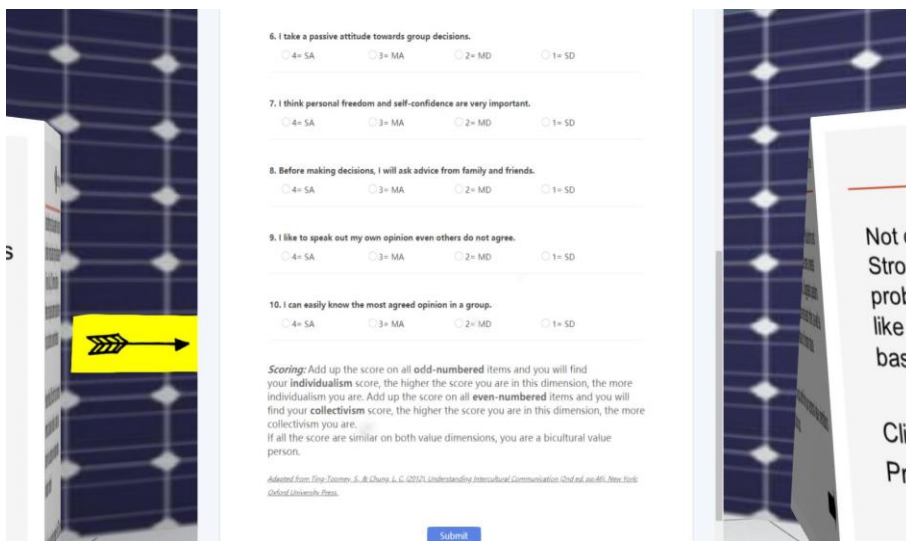 6. I take a passive attitude towards group decisions.
4= SA 3= MA 2= MD 1= SD
7. I think personal freedom and self-confidence are very important.
4= SA 3= MA 2= MD 1= SD
8. Before making decisions, I will ask advice from family and friends.
4= SA 3= MA 2= MD 1= SD
9. I like to speak out my own opinion even others do not agree.
4= SA 3= MA 2= MD 1= SD
10. I can easily know the most agreed opinion in a group.
4= SA 3= MA 2= MD 1= SD
Scoring: Add up the score on all odd-numbered items and you will find
your individualism score, the higher the score you are in this dimension, the more
individualism you are. Add up the score on all even-numbered items and you will
find your collectivism score, the higher the score you are in this dimension, the more
collectivism you are.
If all the score are similar on both value dimensions, you are a bicultural value
person.
Adapted from Ting-Toomey, S., & Chung, L. C. (2012). Understanding Intercultural Communication (2nd ed. pp.46). New York:
Oxford University Press.
Submit
s
Not
Stro
prob
like
bas
Cli
Pr